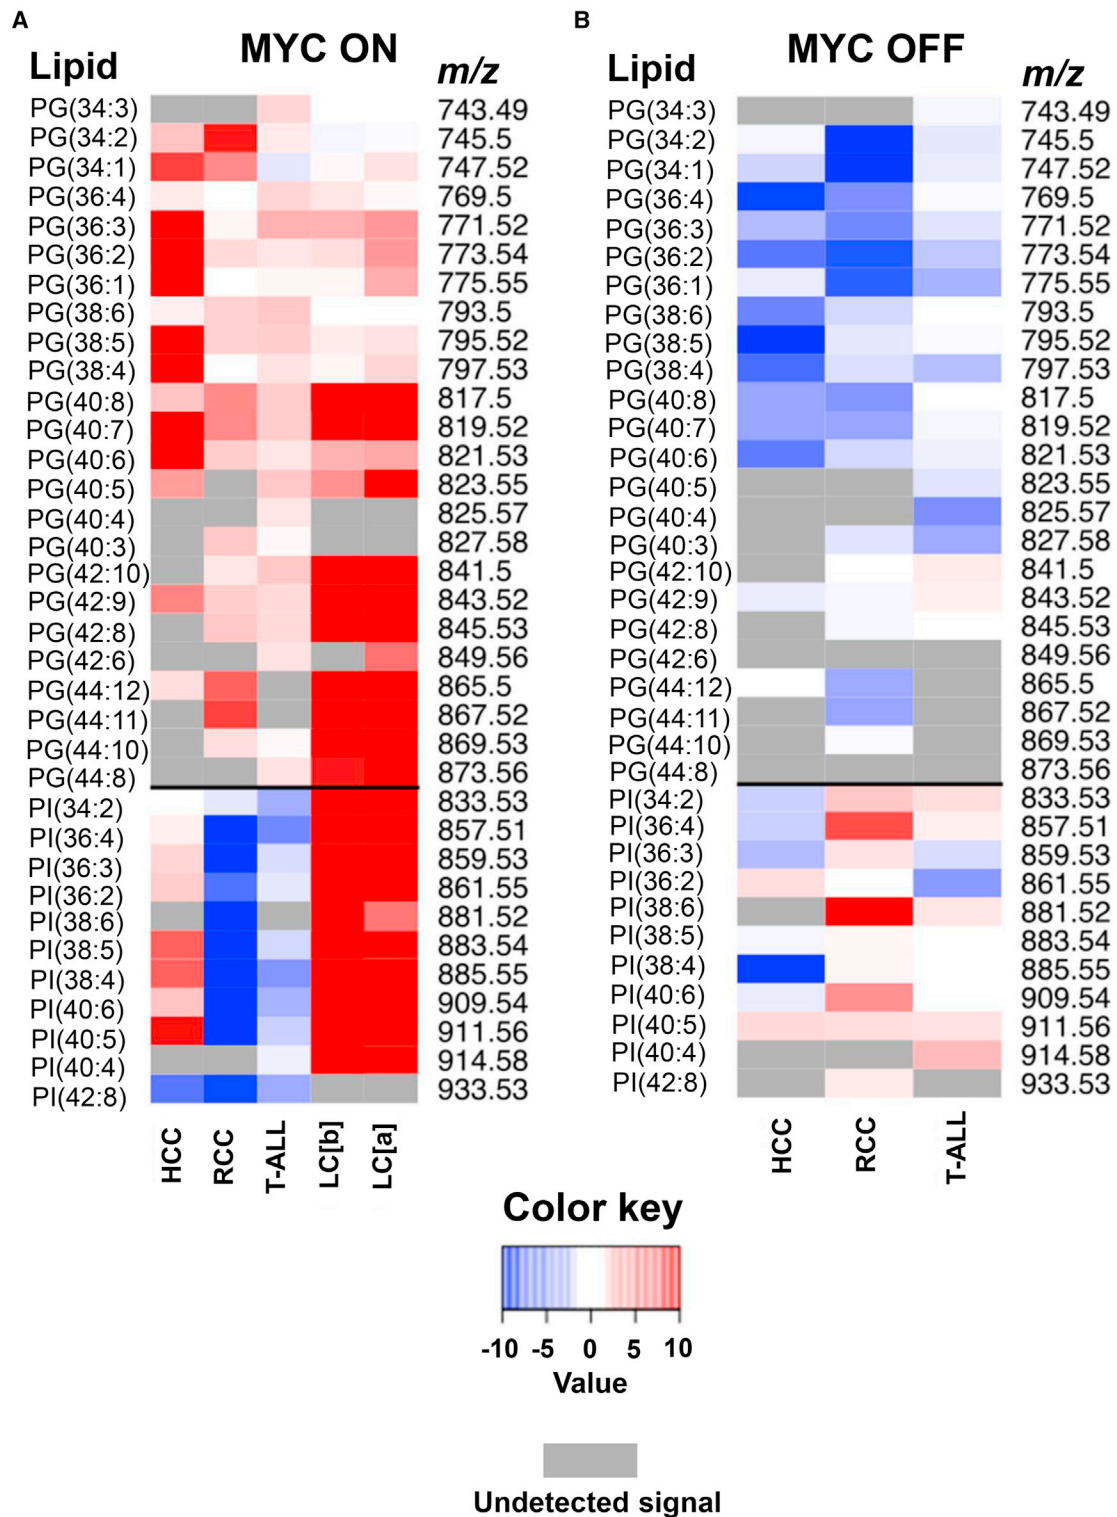 A
B
MYC ON
MYC OFF
Lipid
m/z
Lipid
m/z
PG(34:3) 743.49 PG(34:3) 743.49
PG(34:2) 745.5 PG(34:2) 745.5
PG(34:1) 747.52 PG(34:1) 747.52
PG(36:4) 769.5 PG(36:4) 769.5
PG(36:3) 771.52 PG(36:3) 771.52
PG(36:2) 773.54 PG(36:2) 773.54
PG(36:1) 775.55 PG(36:1) 775.55
PG(38:6) 793.5 PG(38:6) 793.5
PG(38:5) 795.52 PG(38:5) 795.52
PG(38:4) 797.53 PG(38:4) 797.53
PG(40:8) 817.5 PG(40:8) 817.5
PG(40:7) 819.52 PG(40:7) 819.52
PG(40:6) 821.53 PG(40:6) 821.53
PG(40:5) 823.55 PG(40:5) 823.55
PG(40:4) 825.57 PG(40:4) 825.57
PG(40:3) 827.58 PG(40:3) 827.58
PG(42:10) 841.5 PG(42:10) 841.5
PG(42:9) 843.52 PG(42:9) 843.52
PG(42:8) 845.53 PG(42:8) 845.53
PG(42:6) 849.56 PG(42:6) 849.56
PG(44:12) 865.5 PG(44:12) 865.5
PG(44:11) 867.52 PG(44:11) 867.52
PG(44:10) 869.53 PG(44:10) 869.53
PG(44:8) 873.56 PG(44:8) 873.56
PI(34:2) 833.53 PI(34:2) 833.53
PI(36:4) 857.51 PI(36:4) 857.51
PI(36:3) 859.53 PI(36:3) 859.53
PI(36:2) 861.55 PI(36:2) 861.55
PI(38:6) 881.52 PI(38:6) 881.52
PI(38:5) 883.54 PI(38:5) 883.54
PI(38:4) 885.55 PI(38:4) 885.55
PI(40:6) 909.54 PI(40:6) 909.54
PI(40:5) 911.56 PI(40:5) 911.56
PI(40:4) 914.58 PI(40:4) 914.58
PI(42:8) 933.53 PI(42:8) 933.53
HCC RCC T-ALL LC[b] LC[a] HCC RCC T-ALL
Color key
-10 -5 0 5 10
Value
Undetected signal